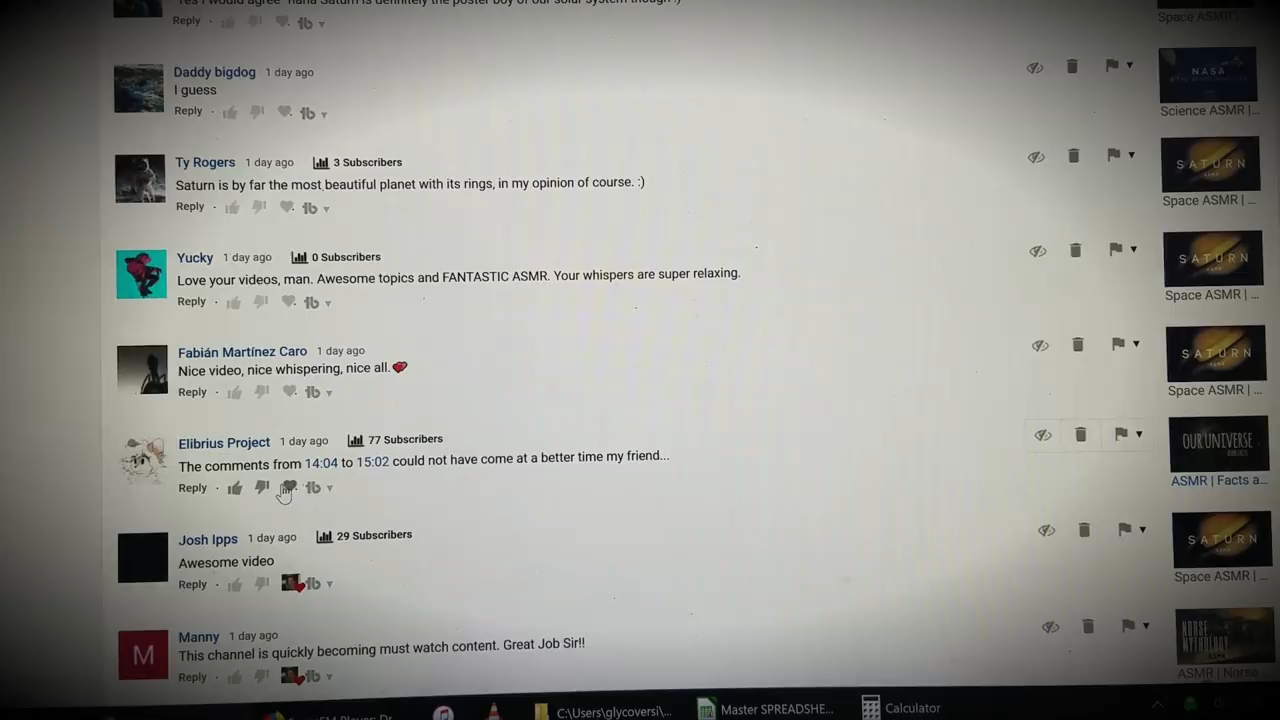 Yes I would agree haha Saturn is definitely the poster boy of our solar system though :)
Space ASMR |...
Reply
Daddy bigdog 1 day ago
I guess
Reply
NASA
Science ASMR |...
Ty Rogers 1 day ago 3 Subscribers
Saturn is by far the most beautiful planet with its rings, in my opinion of course. :)
Reply
SATURN
Space ASMR | ...
Yucky 1 day ago 0 Subscribers
Love your videos, man. Awesome topics and FANTASTIC ASMR. Your whispers are super relaxing.
Reply
SATURN
Space ASMR | ...
Fabián Martínez Caro 1 day ago
Nice video, nice whispering, nice all.
Reply
SATURN
Space ASMR | ...
Elibrius Project 1 day ago 77 Subscribers
The comments from 14:04 to 15:02 could not have come at a better time my friend...
Reply
OUR UNIVERSE
ASMR | Facts a...
Josh Ipps 1 day ago 29 Subscribers
Awesome video
Reply
SATURN
Space ASMR | ...
Manny 1 day ago
This channel is quickly becoming must watch content. Great Job Sir!!
Reply
M
NORSE
MYTHOLOGY
ASMR
ASMR | Norse
C:\Users\glycoversi\... Master SPREADSHE... Calculator